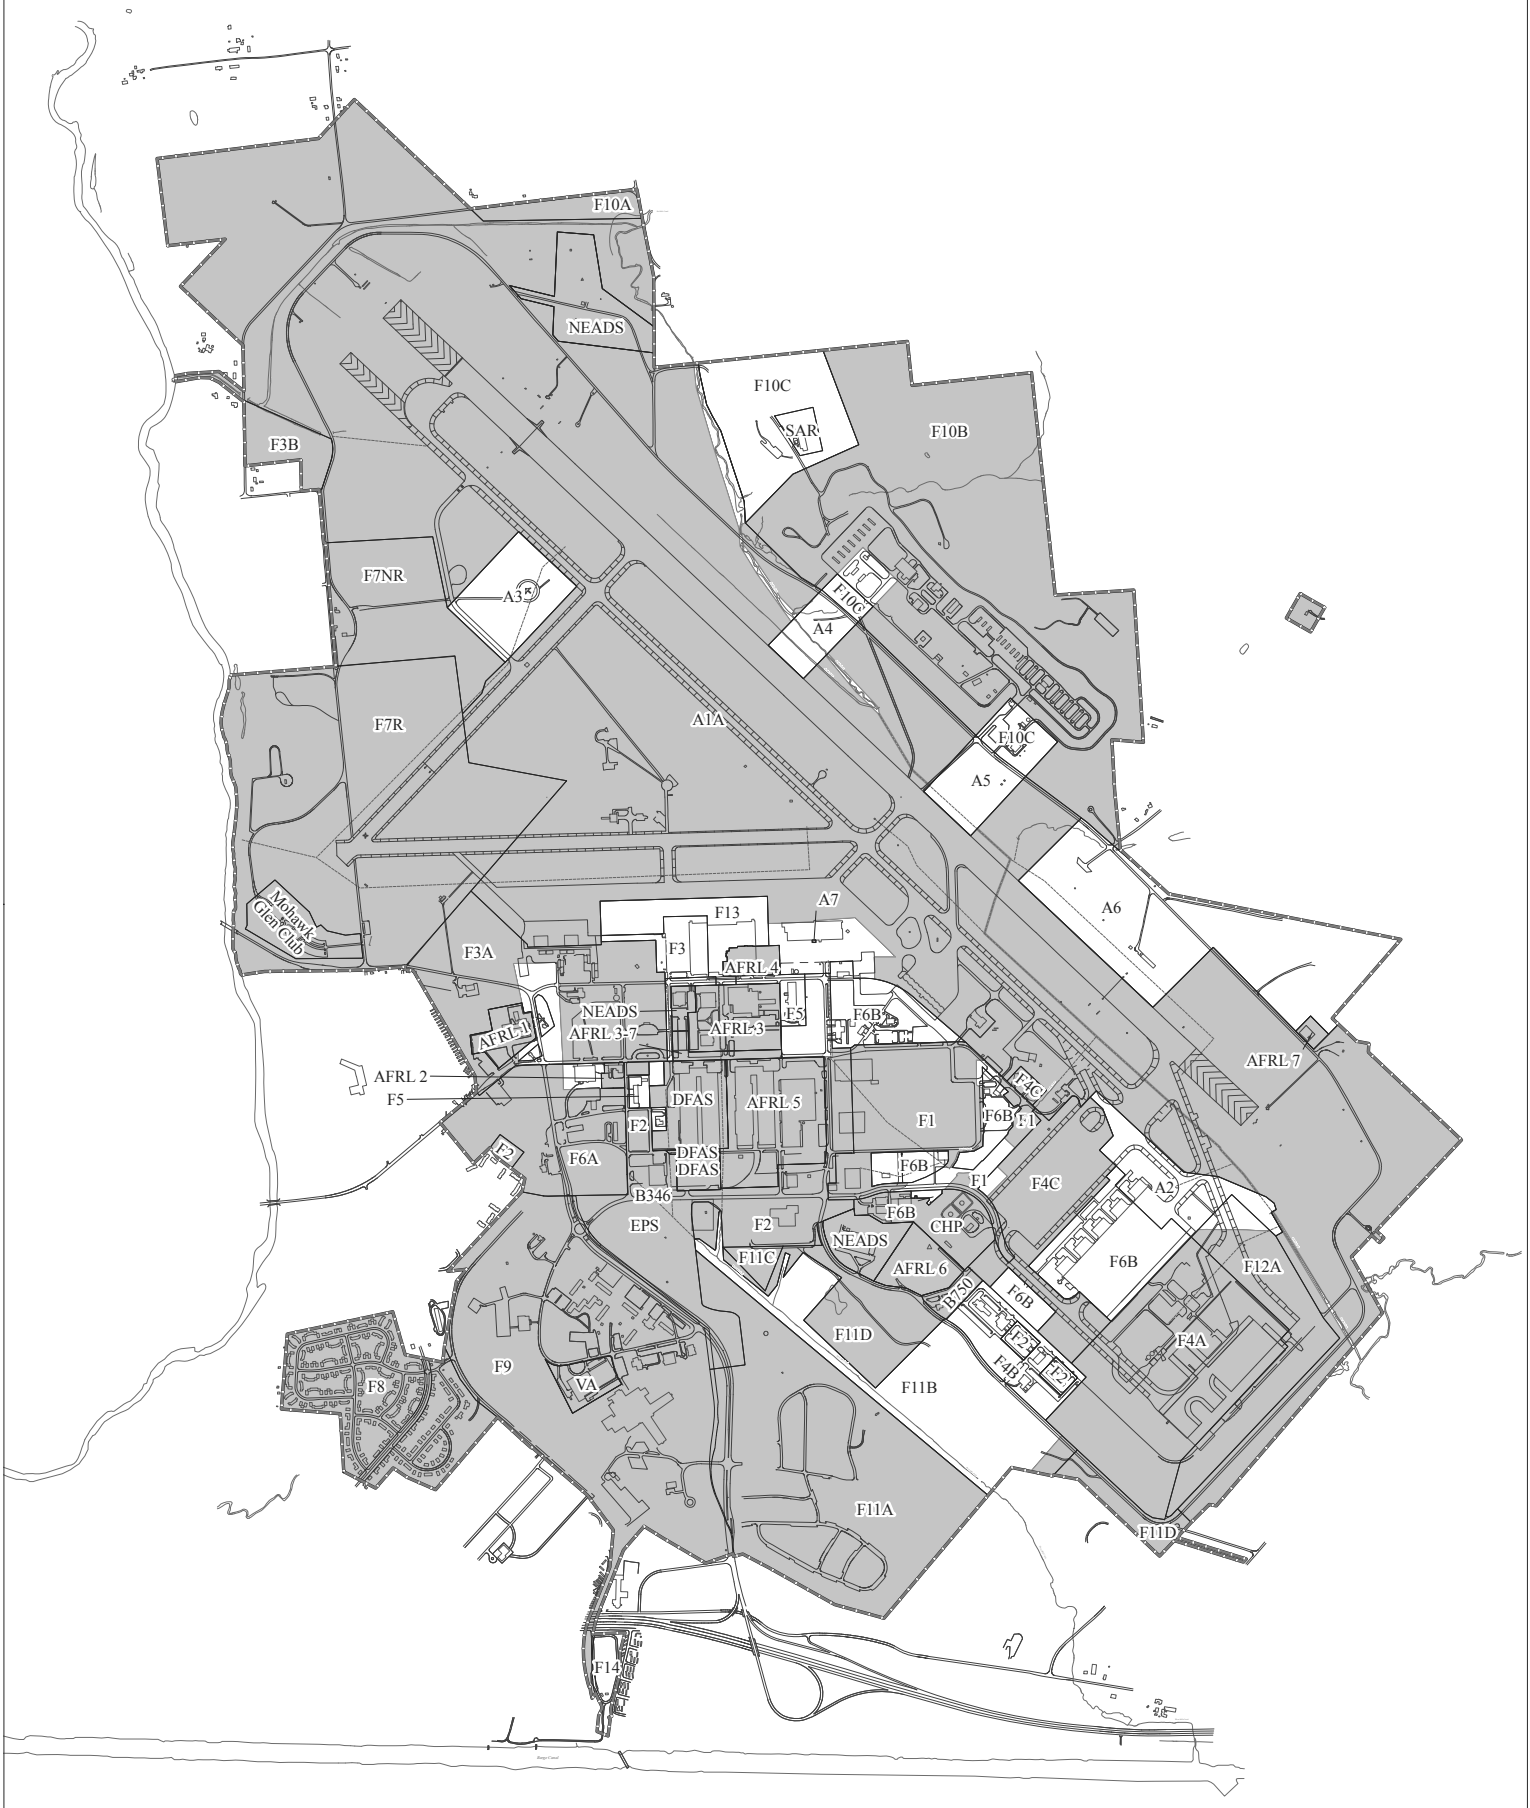 F10A
NEADS
F10C
SAR
F10B
F3B
F7NR
A3
F10C
A4
F7R
A1A
F10C
A5
Mohawk
Glen Club
A7
F13
A6
F3
F3A
AFRL 4
NEADS
F5
F6B
AFRL 1
AFRL 3-7
AFRL 3
AFRL 7
AFRL 2
F4C
F5
DFAS
AFRL 5
F1
F6B
F1
F2
F2
F6A
DFAS
DFAS
F6B
F1
F4C
A2
B346
EPS
F2
F6B
CHP
NEADS
F11C
AFRL 6
F6B
F12A
B750
F6B
F11D
F2
F4A
F9
F4B
F2
VA
F8
F11B
F11A
F11D
F14
Barge Canal